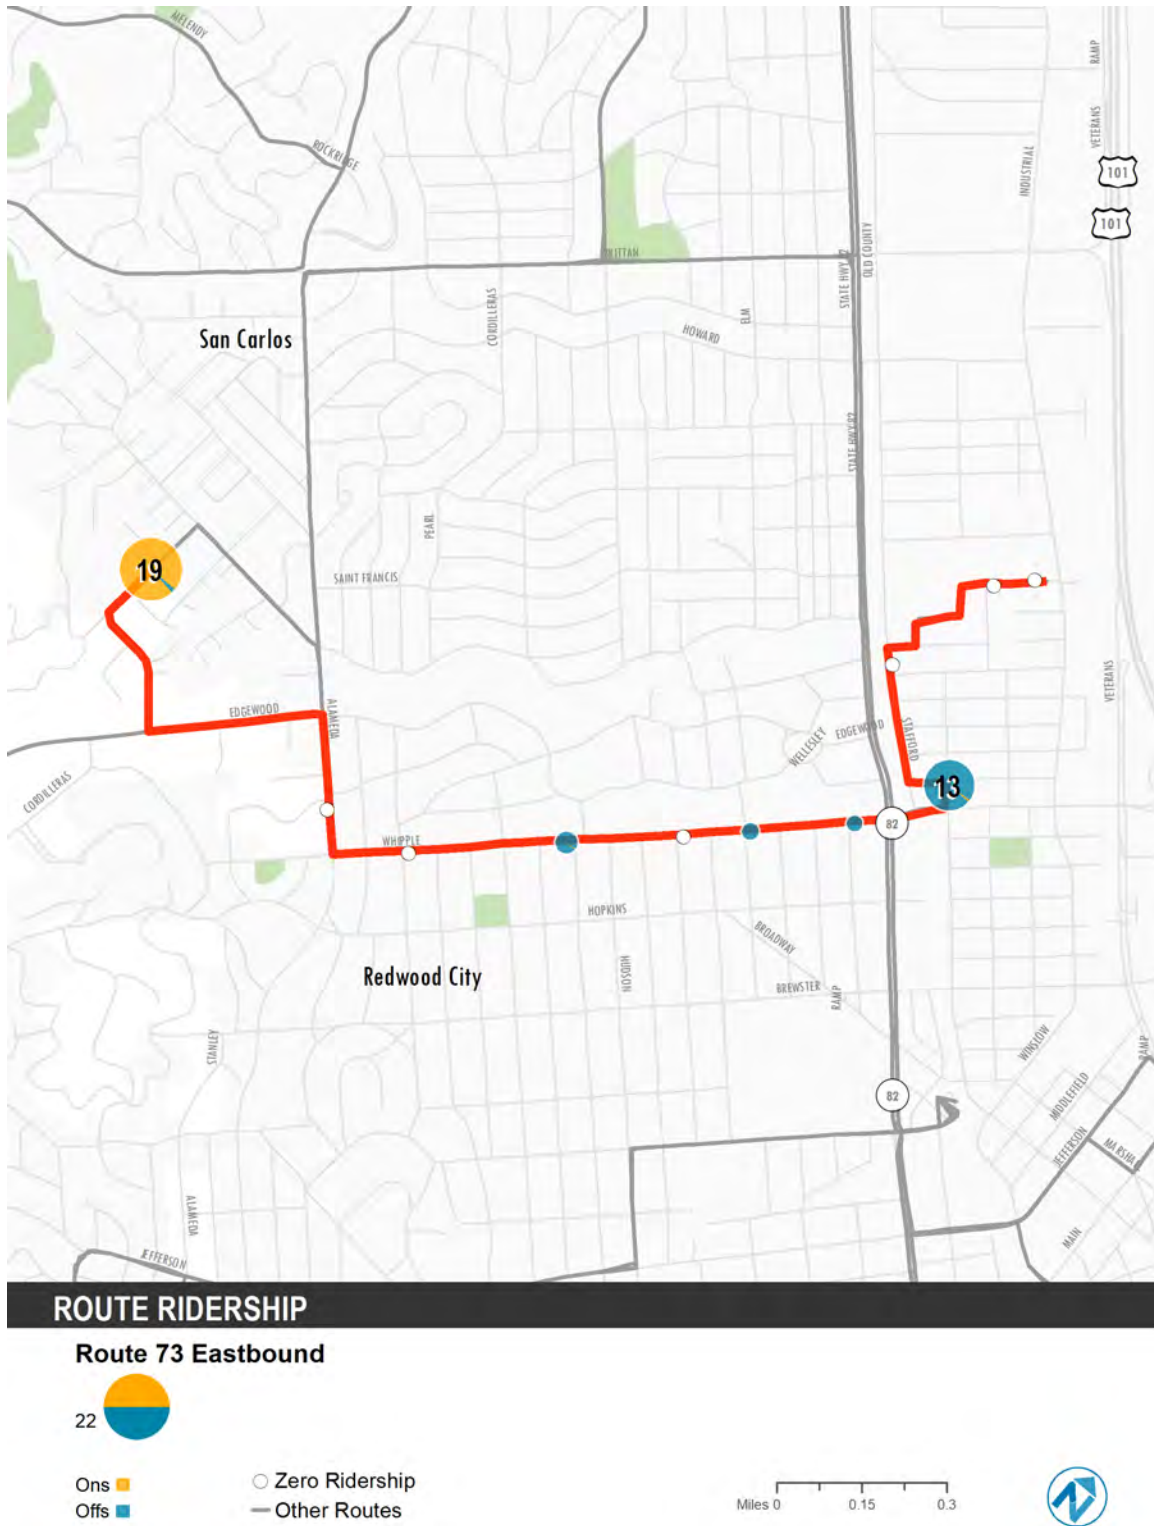 MELENDY
RAMP
ROCKRIDGE
VETERANS
101
INDUSTRIAL
101
OLD COUNTY
STATE HWY 82
CORDILLERAS
ELM
San Carlos
HOWARD
STATE HWY 82
PEARL
19
SAINT FRANCIS
VETERANS
EDGEWOOD
ALAMEDA
WELLESLEY
EDGEWOOD
STAFFORD
CORDILLERAS
13
82
WHIPPLE
HOPKINS
BROADWAY
HUDSON
Redwood City
BREWSTER
RAMP
STANLEY
WINSLOW
RAMP
MIDDLEFIELD
82
JEFFERSON
MARSHA
ALAMEDA
MAIN
JEFFERSON
ROUTE RIDERSHIP
Route 73 Eastbound
22
Ons
Zero Ridership
Offs
Other Routes
Miles 0 0.15 0.3